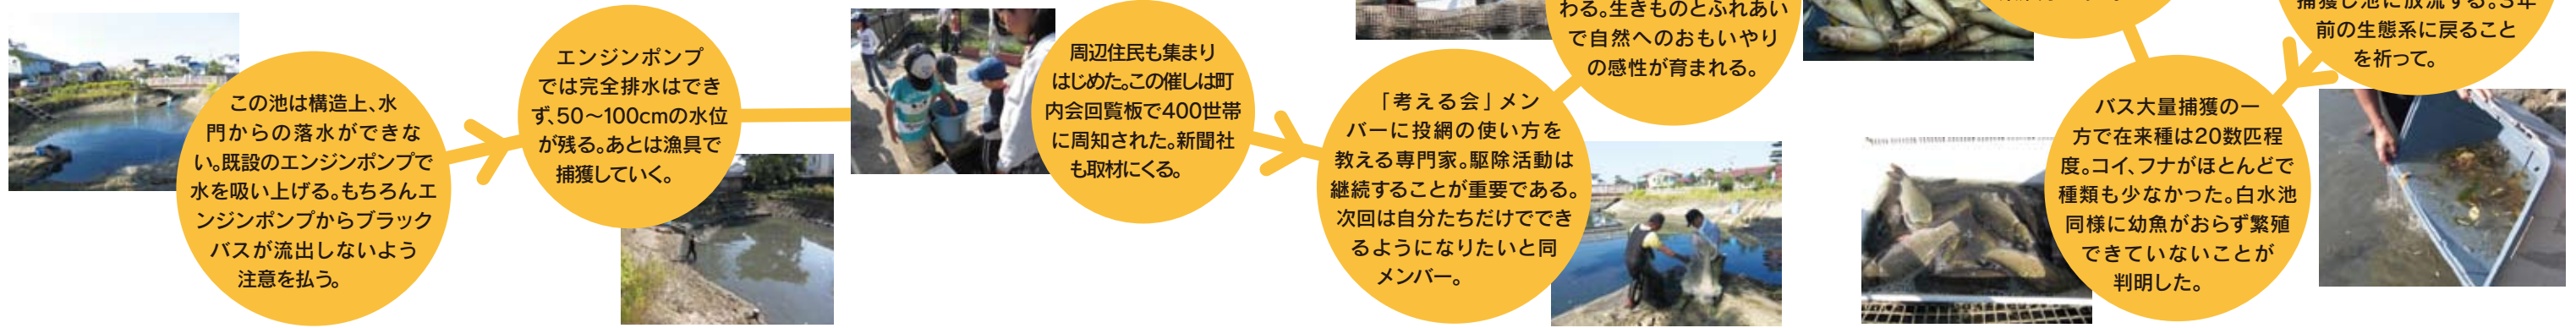 この池は構造上、水
門からの落水ができな
い。既設のエンジンポンプで
水を吸い上げる。もちろんエ
ンジンポンプからブラック
バスが流出しないよう
注意を払う。
エンジンポンプ
では完全排水はでき
ず、50〜100cmの水位
が残る。あとは漁具で
捕獲していく。
周辺住民も集まり
はじめた。この催しは町
内会回覧板で400世帯
に周知された。新聞社
も取材にくる。
「考える会」メン
バーに投網の使い方を
教える専門家。駆除活動は
継続することが重要である。
次回は自分たちだけででき
るようになりたいと同
メンバー。
わる。生きものとふれあい
で自然へのおもいやり
の感性が育まれる。
バス大量捕獲の一
方で在来種は20数匹程
度。コイ、フナがほとんどで
種類も少なかった。白水池
同様に幼魚がおらず繁殖
できていないことが
判明した。
捕獲し池に放流する。3年
前の生態系に戻ること
を祈って。